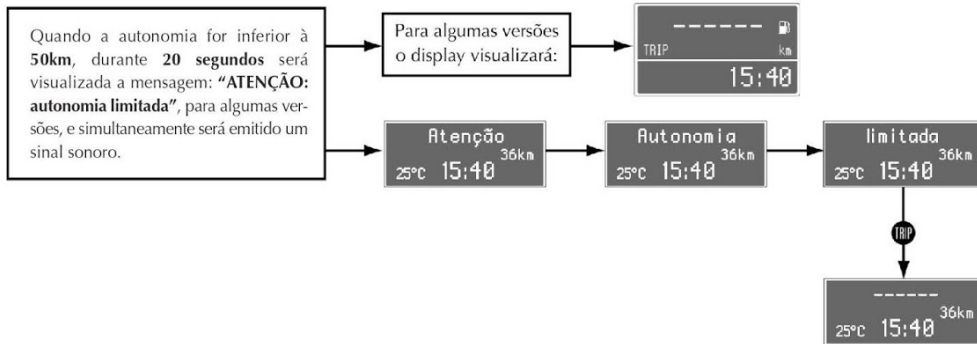 Quando a autonomia for inferior à
50km, durante 20 segundos será
visualizada a mensagem: “ATENÇÃO:
autonomia limitada”, para algumas ver-
sões, e simultaneamente será emitido um
sinal sonoro.
Para algumas versões
o display visualizará:
------
TRIP km
15:40
Atenção
36km
25°C 15:40
Autonomia
36km
25°C 15:40
limitada
36km
25°C 15:40
TRIP
------
36km
25°C 15:40